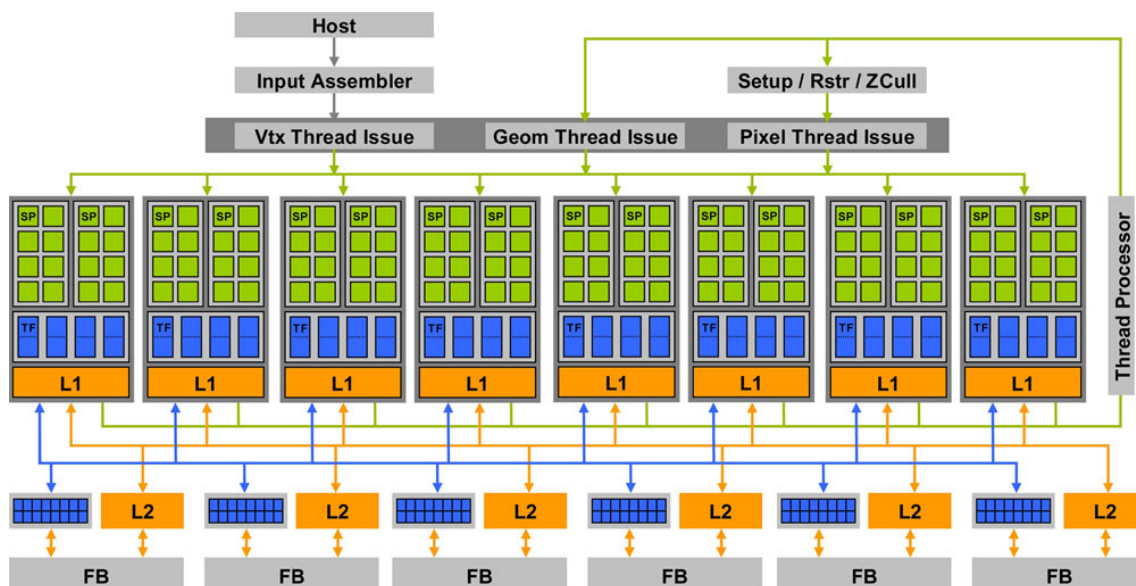 Host
Input Assembler
Setup / Rstr / ZCull
Vtx Thread Issue
Geom Thread Issue
Pixel Thread Issue
SP SP SP SP SP SP SP SP SP SP SP SP SP SP SP SP
Thread Processor
TF TF TF TF TF TF TF TF
L1 L1 L1 L1 L1 L1 L1 L1
L2 L2 L2 L2 L2 L2
FB FB FB FB FB FB